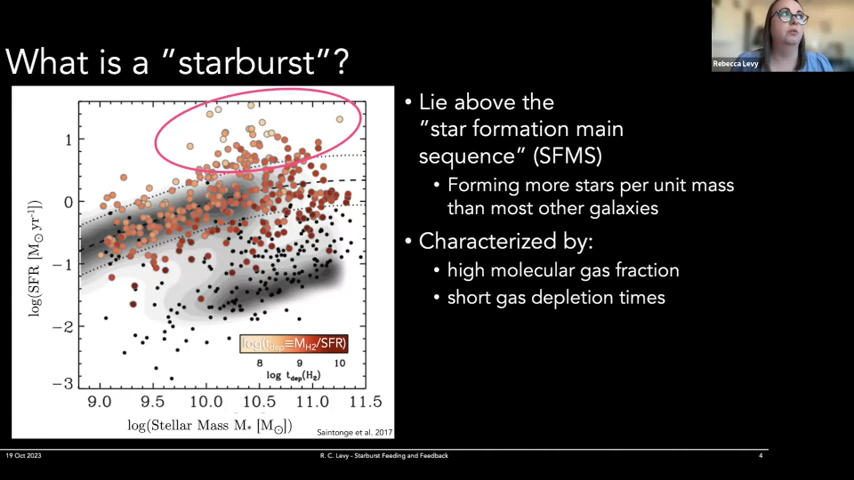 Rebecca Levy
What is a "starburst"?
1
0
−1
−2
−3
log(SFR [M⊙ yr⁻¹])
log(t_dep≡M_H2/SFR)
8 9 10
log t_dep(H₂)
9.0 9.5 10.0 10.5 11.0 11.5
log(Stellar Mass M* [M⊙])
Saintonge et al. 2017
• Lie above the
"star formation main
sequence" (SFMS)
• Forming more stars per unit mass
than most other galaxies
• Characterized by:
• high molecular gas fraction
• short gas depletion times
19 Oct 2023
R. C. Levy - Starburst Feeding and Feedback
4